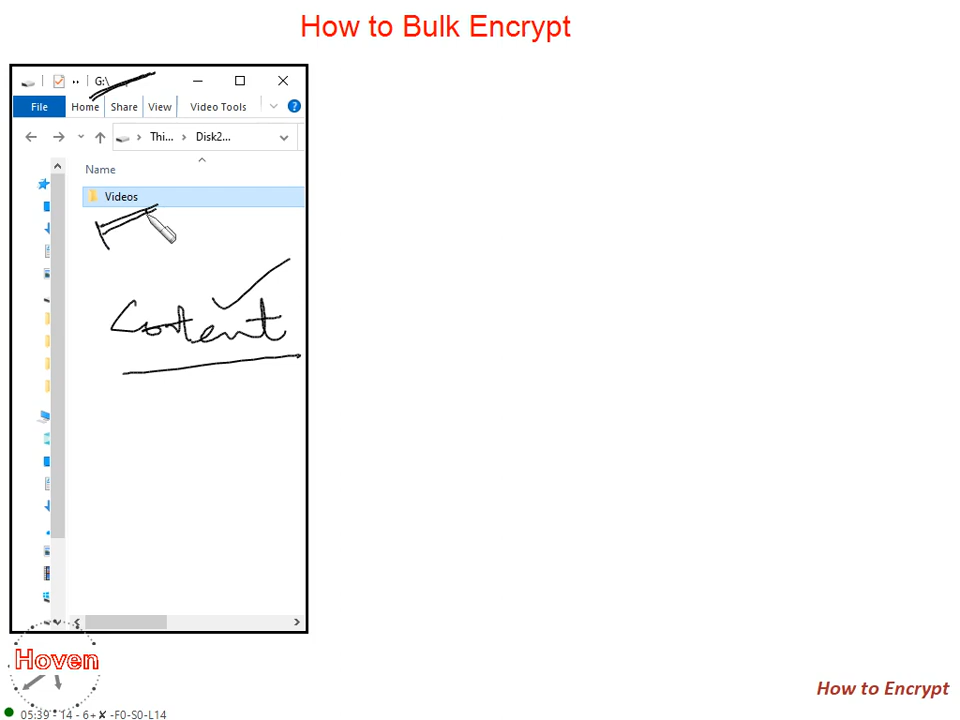 How to Bulk Encrypt
G:\
File Home Share View Video Tools
Thi... Disk2...
Name
Videos
Content
Hoven
How to Encrypt
05:39 - 14 - 6+✘ -F0-S0-L14